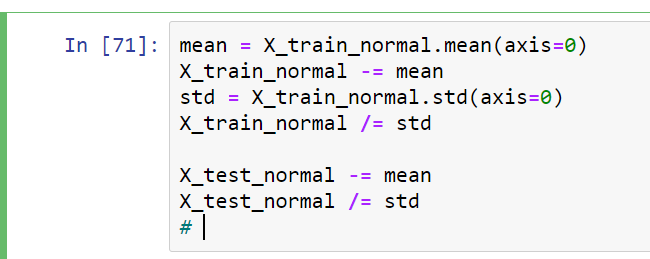 In [71]: mean = X_train_normal.mean(axis=0)
X_train_normal -= mean
std = X_train_normal.std(axis=0)
X_train_normal /= std
X_test_normal -= mean
X_test_normal /= std
#